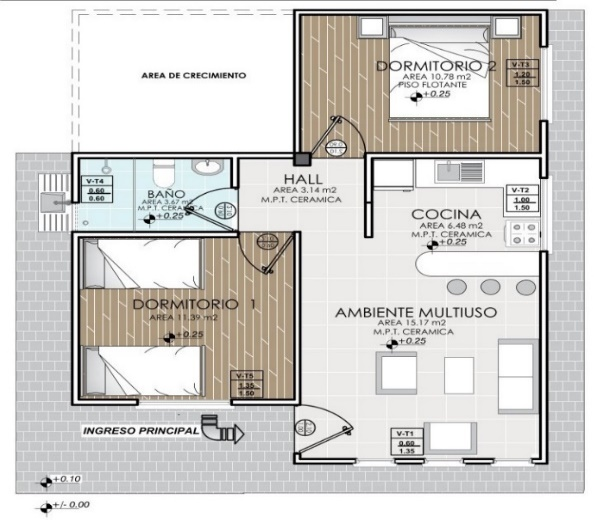 AREA DE CRECIMIENTO
DORMITORIO 2
AREA 10.78 m2
PISO FLOTANTE
+0.25
V-T3
1.20
1.50
V-T4
0.60
0.60
BAÑO
AREA 3.67 m2
M.P.T. CERAMICA
+0.25
HALL
AREA 3.14 m2
M.P.T. CERAMICA
V-T2
1.00
1.50
COCINA
AREA 6.48 m2
M.P.T. CERAMICA
+0.25
DORMITORIO 1
AREA 11.39 m2
+0.25
AMBIENTE MULTIUSO
AREA 15.17 m2
M.P.T. CERAMICA
+0.25
V-T5
1.35
1.50
INGRESO PRINCIPAL
V-T1
0.60
1.35
+0.10
+/- 0.00